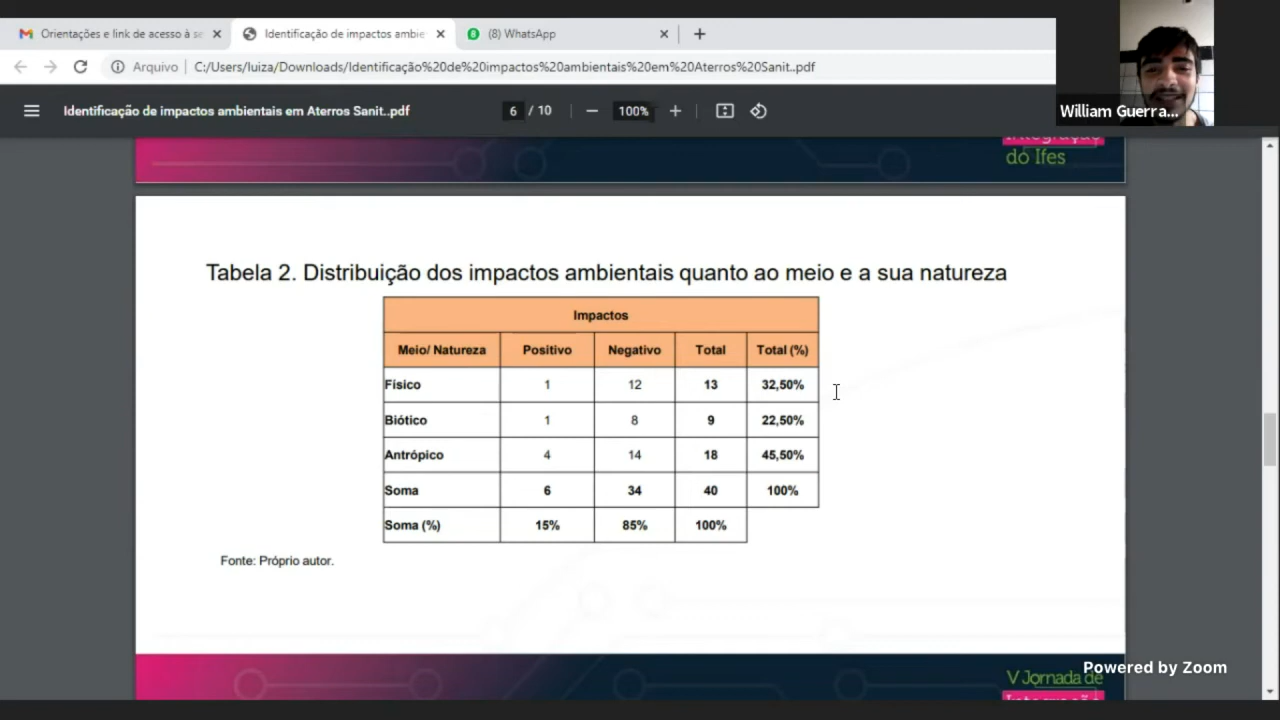 Orientações e link de acesso à se
Identificação de impactos ambie
(8) WhatsApp
Arquivo
C:/Users/luiza/Downloads/Identificação%20de%20impactos%20ambientais%20em%20Aterros%20Sanit..pdf
Identificação de impactos ambientais em Aterros Sanit..pdf
6 / 10
100%
William Guerra...
Integração
do Ifes
Tabela 2. Distribuição dos impactos ambientais quanto ao meio e a sua natureza
Impactos
Meio/ Natureza Positivo Negativo Total Total (%)
Físico 1 12 13 32,50%
Biótico 1 8 9 22,50%
Antrópico 4 14 18 45,50%
Soma 6 34 40 100%
Soma (%) 15% 85% 100%
Fonte: Próprio autor.
V Jornada de
Integração
Powered by Zoom